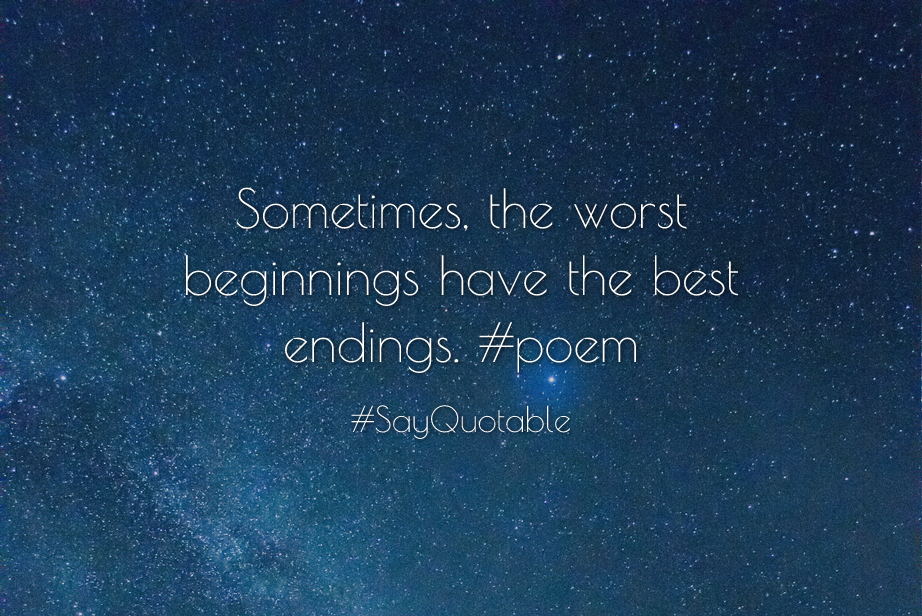 Sometimes, the worst
beginnings have the best
endings. #poem
#SayQuotable